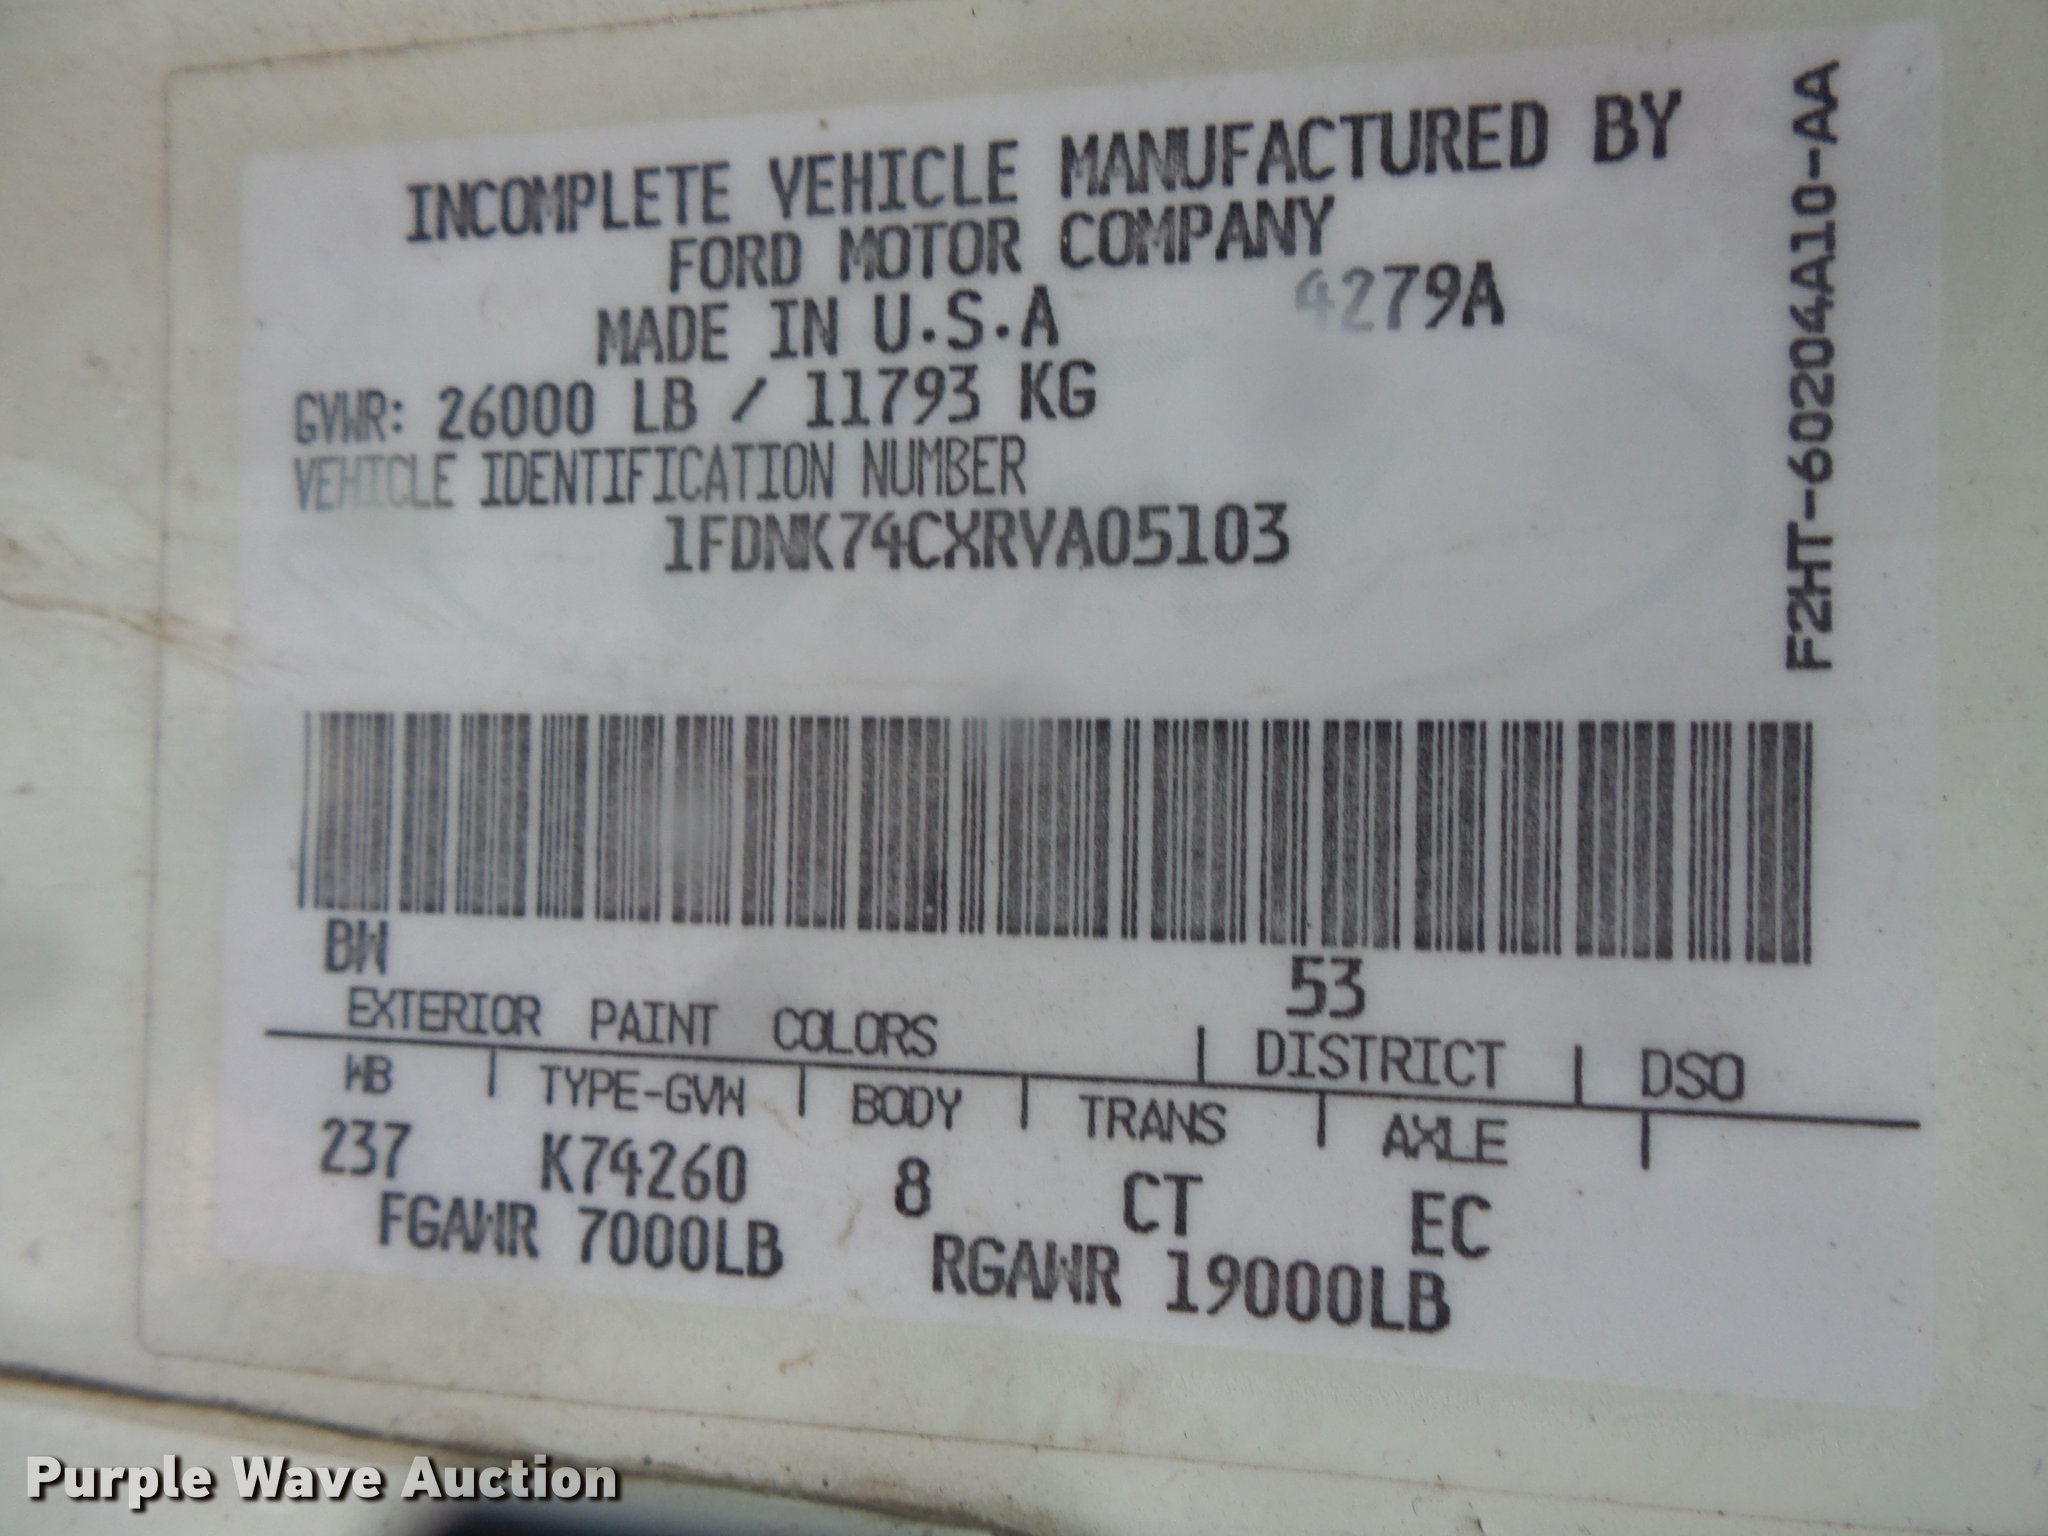 INCOMPLETE VEHICLE MANUFACTURED BY
FORD MOTOR COMPANY
MADE IN U.S.A 4279A
GVWR: 26000 LB / 11793 KG
VEHICLE IDENTIFICATION NUMBER
1FDNK74CXRVA05103
F2HT-60204A10-AA
BW 53
EXTERIOR PAINT COLORS | DISTRICT | DSO
WB | TYPE-GVW | BODY | TRANS | AXLE |
237 K74260 8 CT EC
FGAWR 7000LB RGAWR 19000LB
Purple Wave Auction